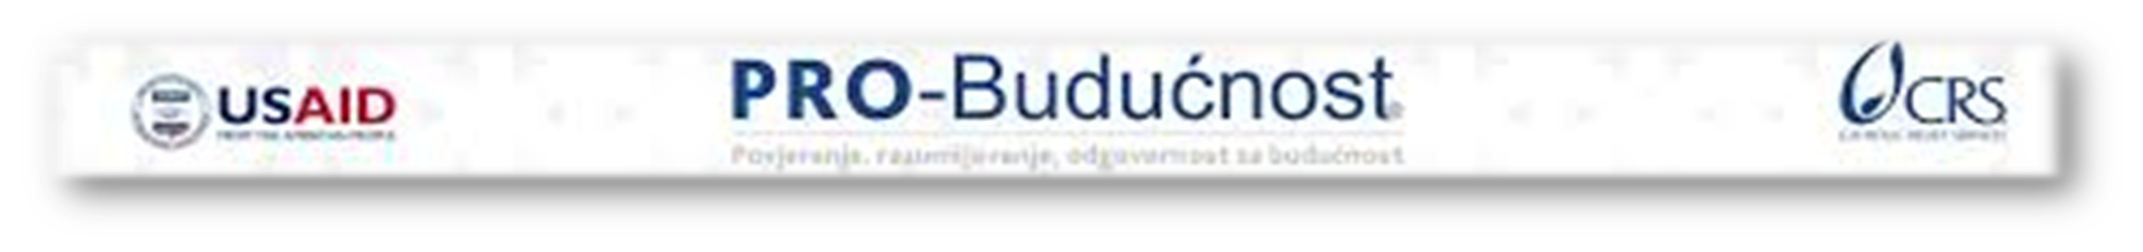 USAID
PRO-Budućnost
Povjerenje, razumijevanje, odgovornost za budućnost
CRS